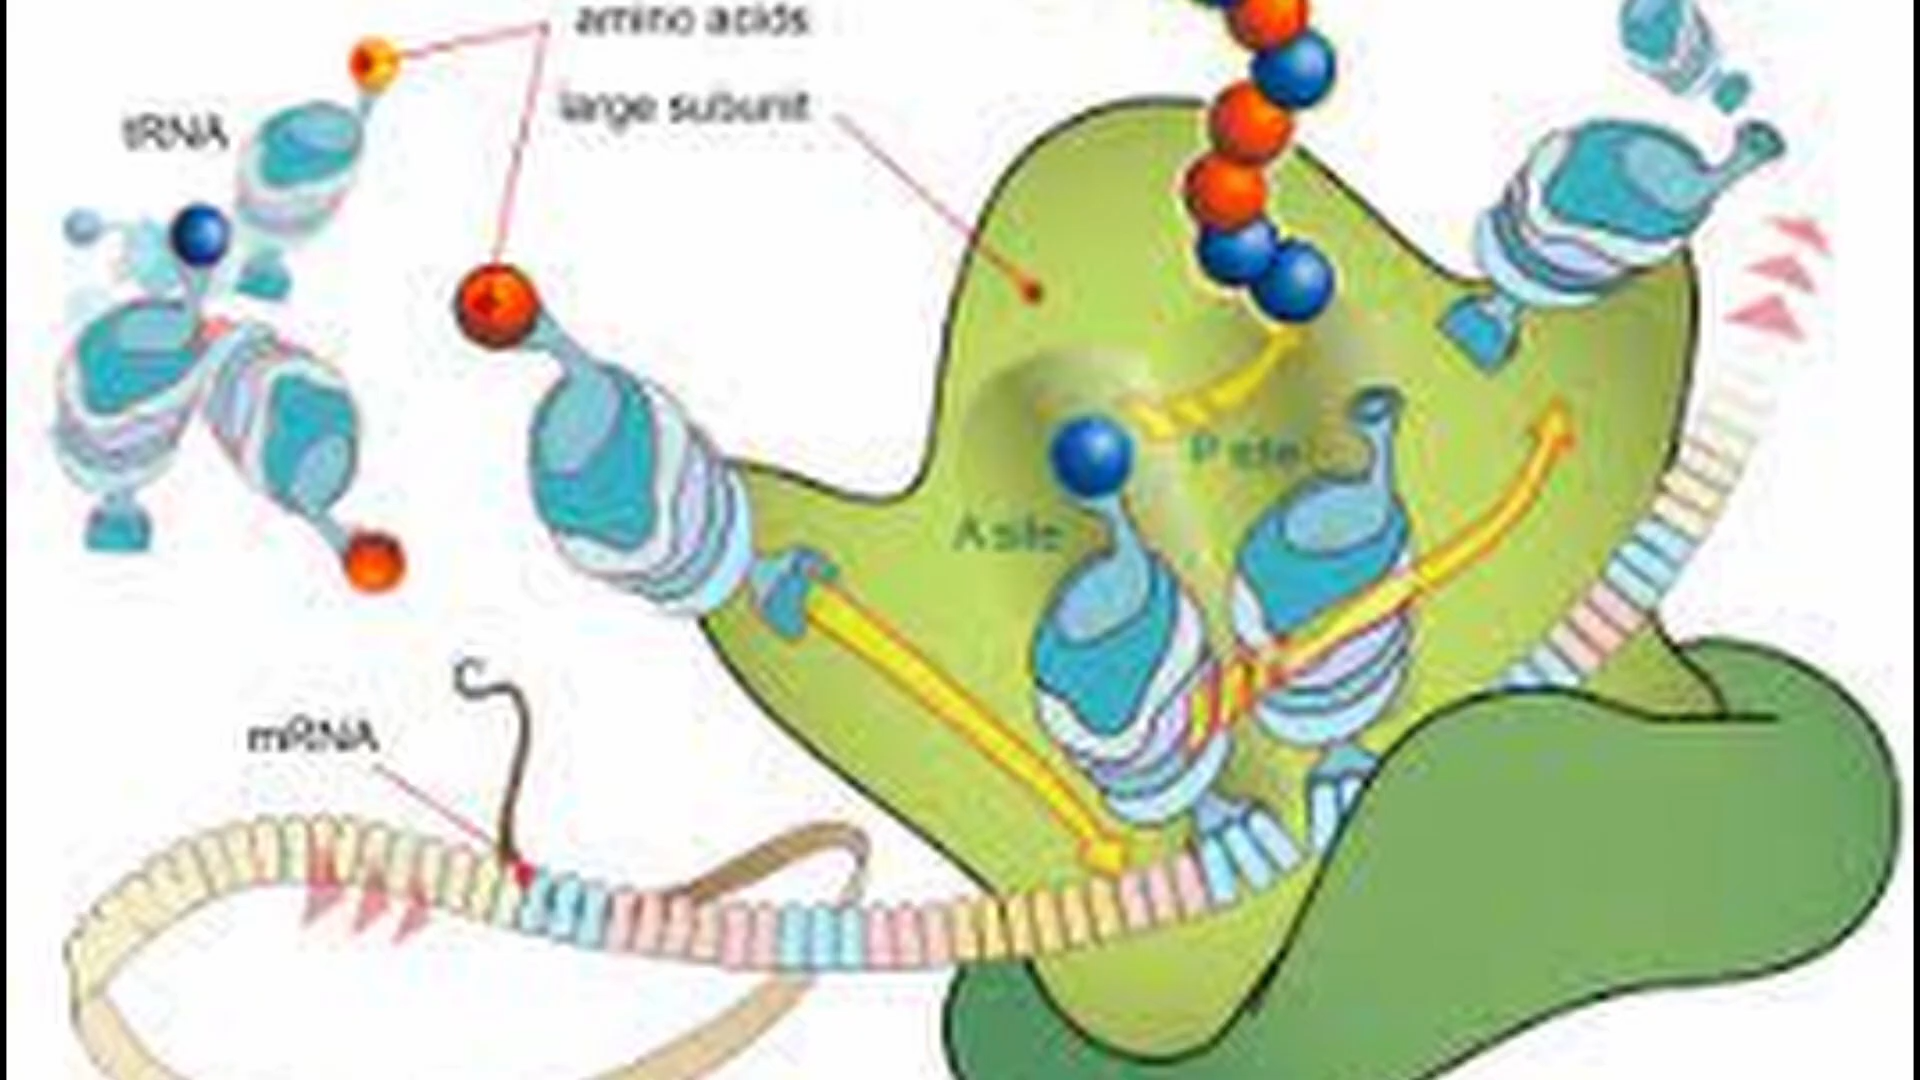 amino acids
large subunit
tRNA
P site
A site
mRNA